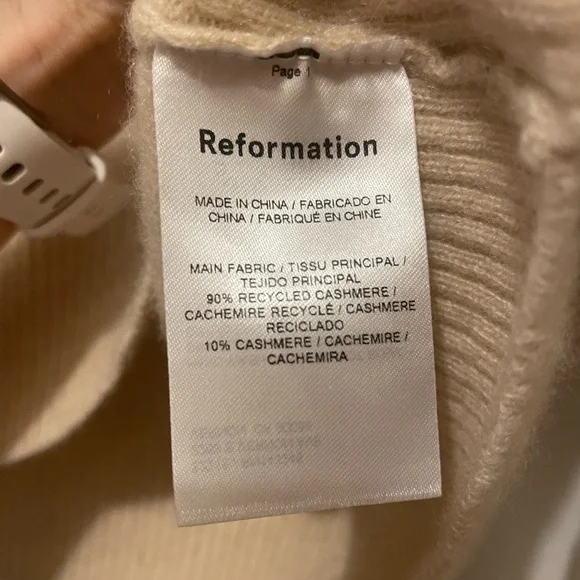 Page 1
Reformation
MADE IN CHINA / FABRICADO EN
CHINA / FABRIQUÉ EN CHINE
MAIN FABRIC / TISSU PRINCIPAL /
TEJIDO PRINCIPAL
90% RECYCLED CASHMERE /
CACHEMIRE RECYCLÉ / CASHMERE
RECICLADO
10% CASHMERE / CACHEMIRE /
CACHEMIRA